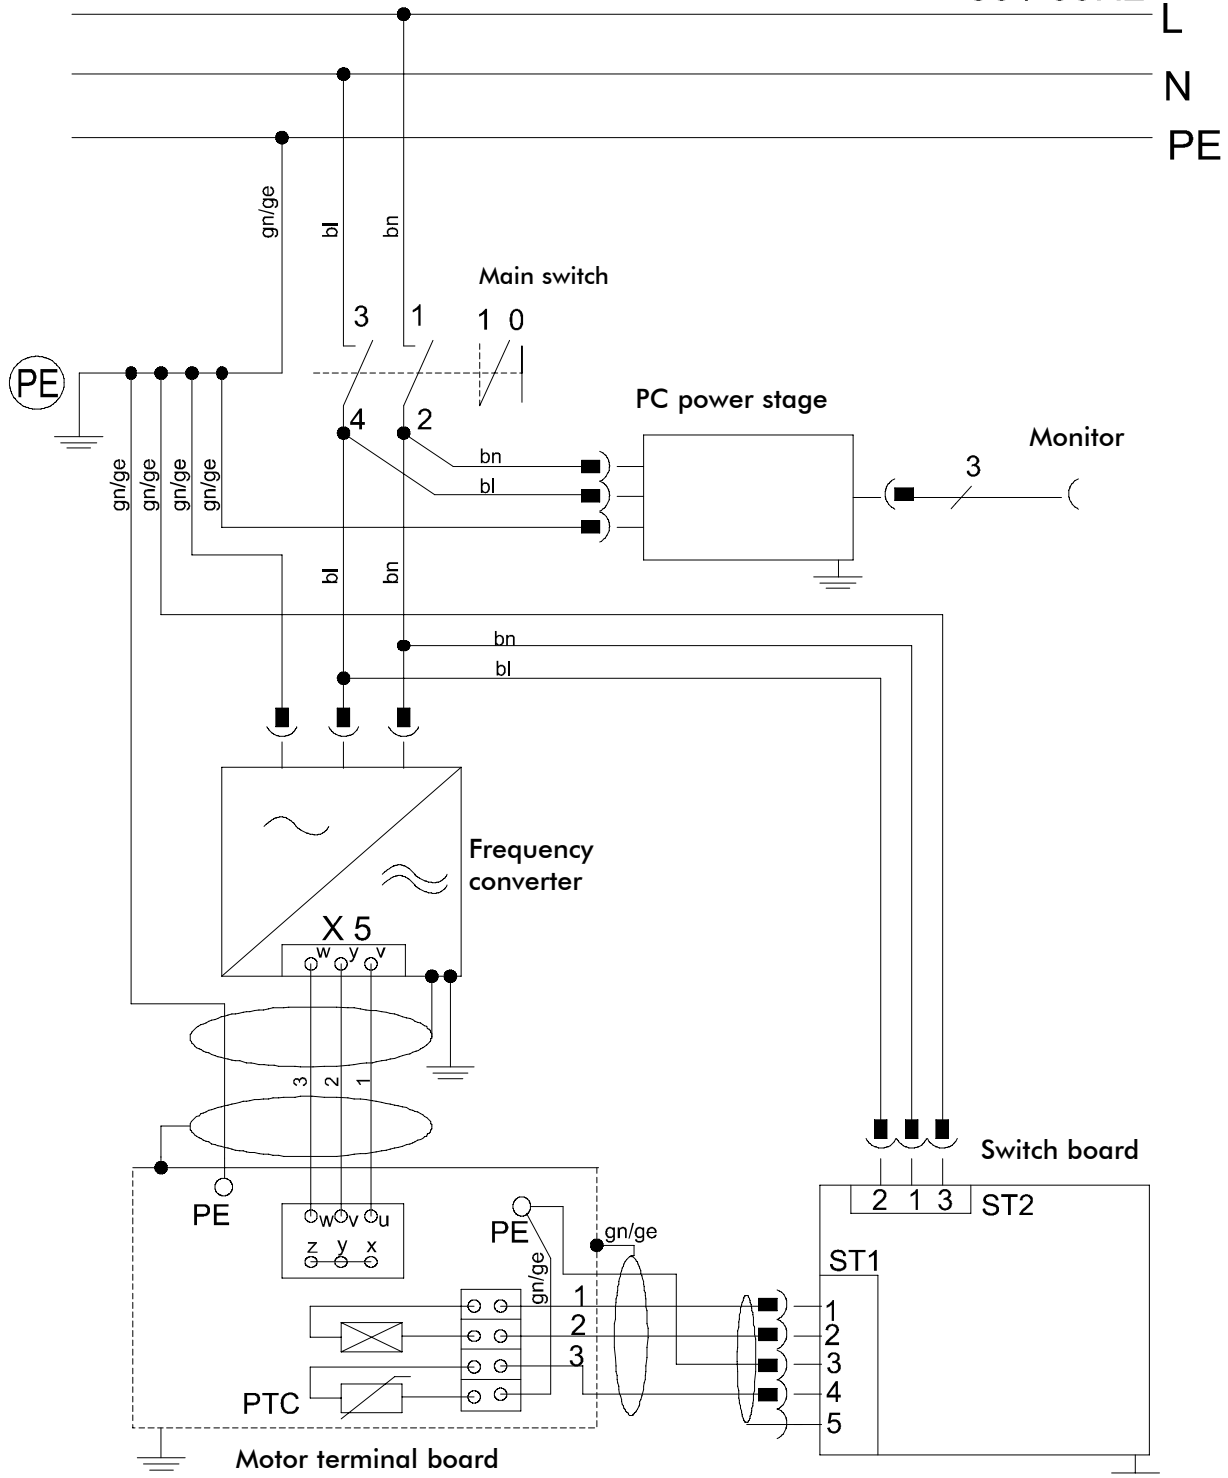 L
N
PE
gn/ge
bl
bn
Main switch
3
1
1 0
PE
4
2
PC power stage
Monitor
bn
bl
3
gn/ge
gn/ge
gn/ge
gn/ge
bl
bn
bn
bl
Frequency
converter
X 5
w y v
3
2
1
Switch board
2 1 3
ST2
PE
w v u
z y x
PE
gn/ge
gn/ge
ST1
1
2
3
1
2
3
4
5
PTC
Motor terminal board